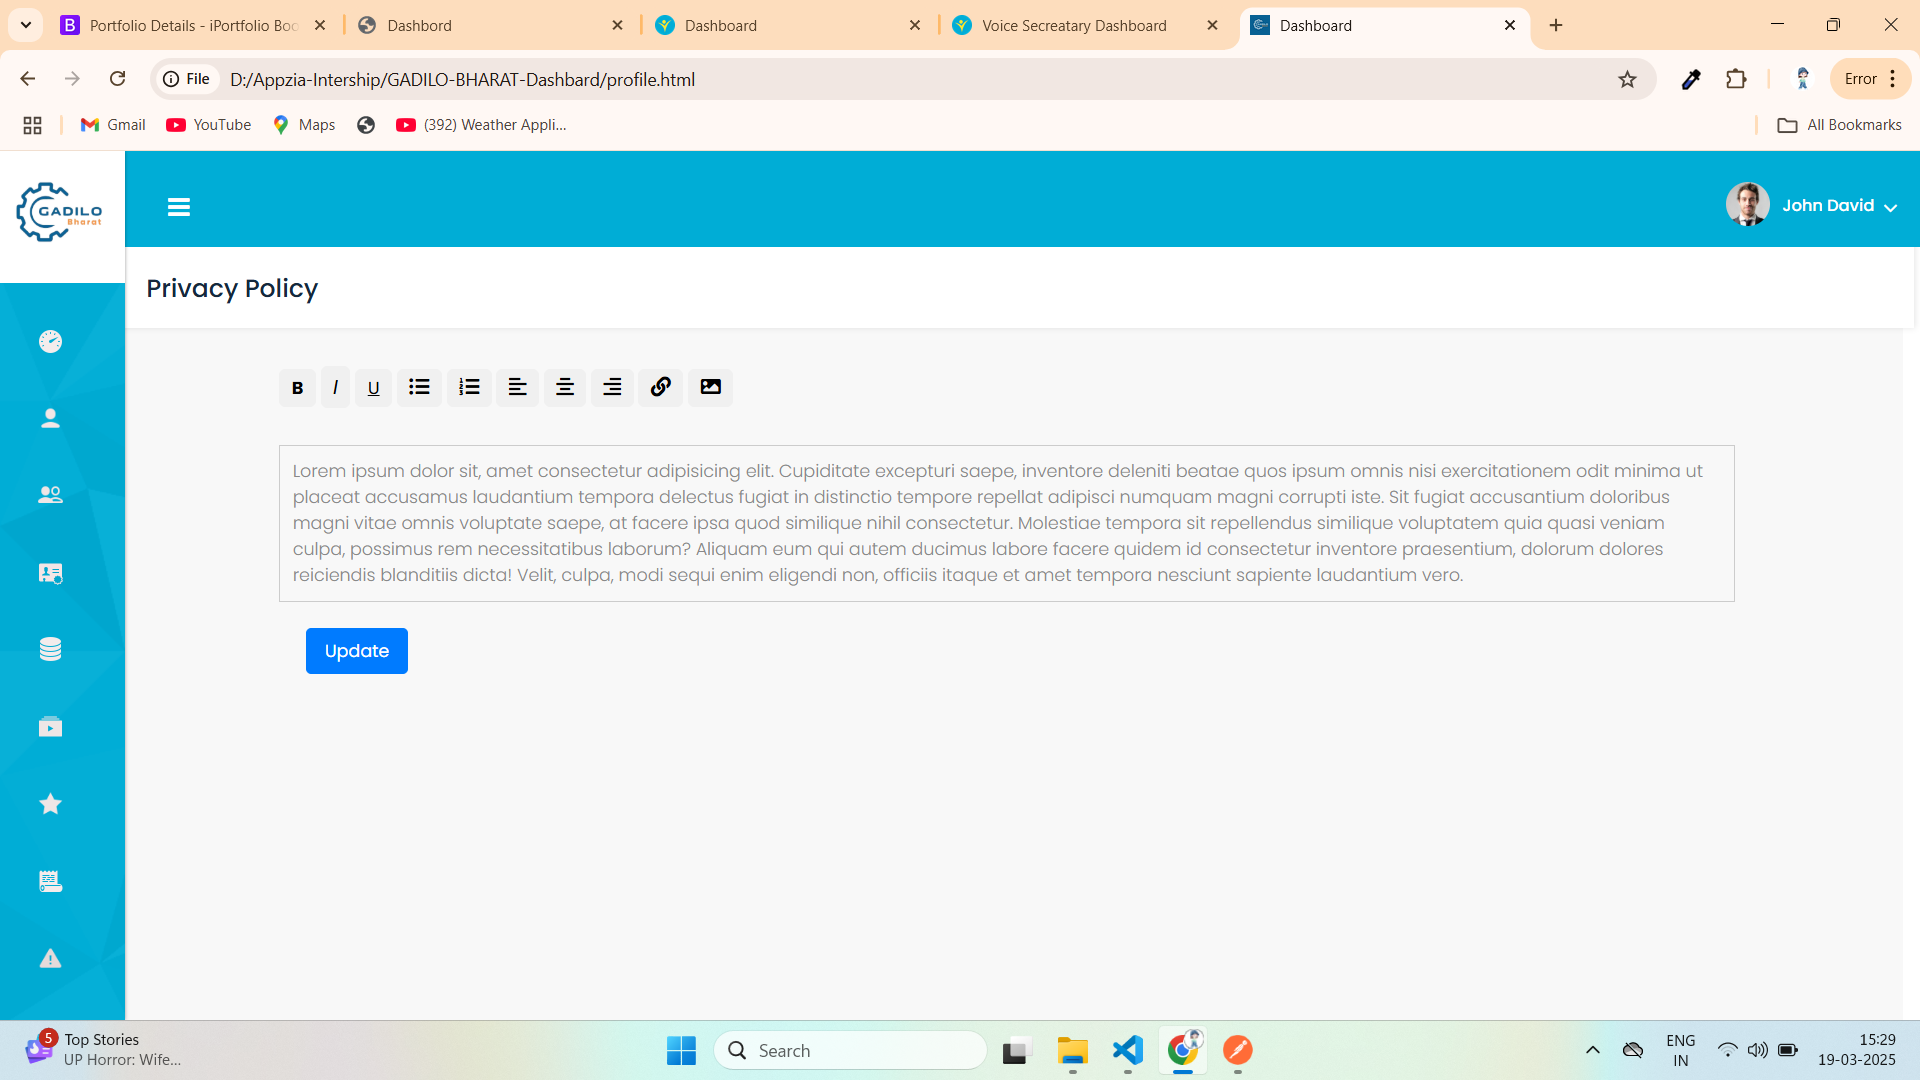 Portfolio Details - iPortfolio Boo
Dashbord
Dashboard
Voice Secreatary Dashboard
Dashboard
File
D:/Appzia-Intership/GADILO-BHARAT-Dashbard/profile.html
Error
Gmail
YouTube
Maps
(392) Weather Appli...
All Bookmarks
GADILO
Bharat
John David
Privacy Policy
B
I
U
Lorem ipsum dolor sit, amet consectetur adipisicing elit. Cupiditate excepturi saepe, inventore deleniti beatae quos ipsum omnis nisi exercitationem odit minima ut
placeat accusamus laudantium tempora delectus fugiat in distinctio tempore repellat adipisci numquam magni corrupti iste. Sit fugiat accusantium doloribus
magni vitae omnis voluptate saepe, at facere ipsa quod similique nihil consectetur. Molestiae tempora sit repellendus similique voluptatem quia quasi veniam
culpa, possimus rem necessitatibus laborum? Aliquam eum qui autem ducimus labore facere quidem id consectetur inventore praesentium, dolorum dolores
reiciendis blanditiis dicta! Velit, culpa, modi sequi enim eligendi non, officiis itaque et amet tempora nesciunt sapiente laudantium vero.
Update
5
Top Stories
UP Horror: Wife...
Search
ENG
IN
15:29
19-03-2025